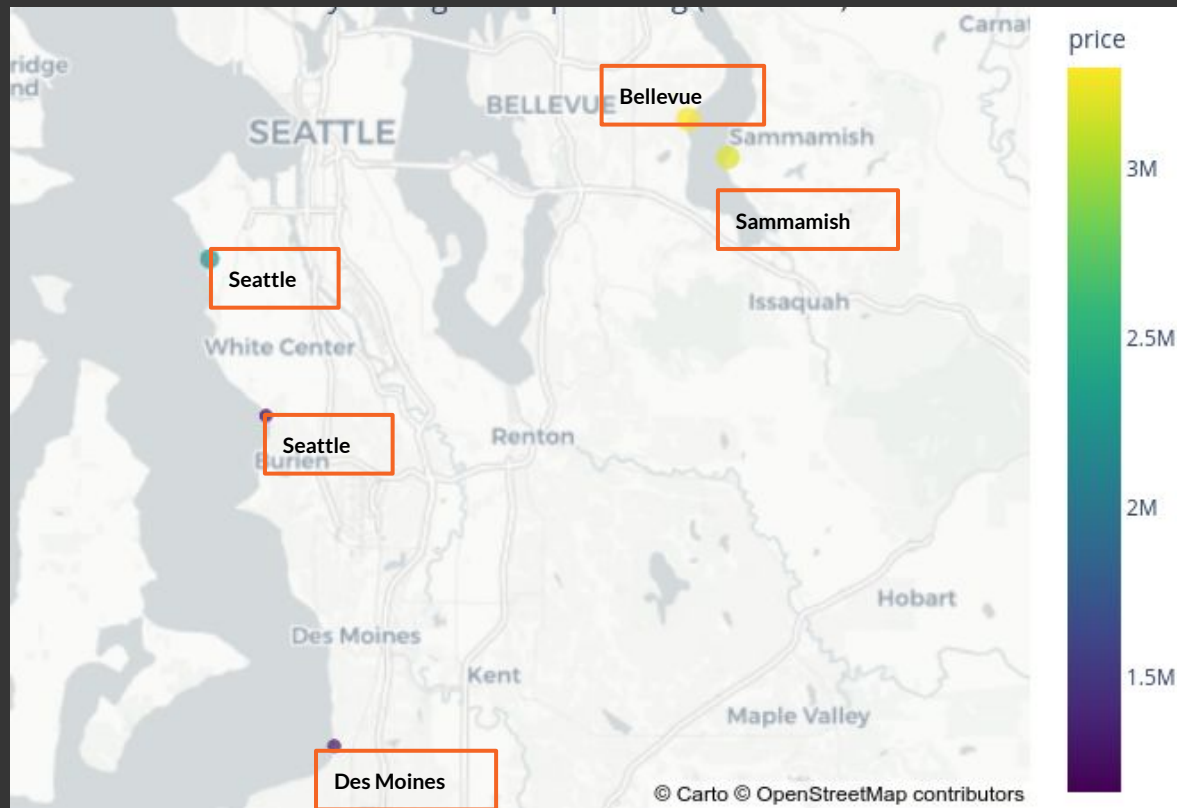 Carnat
price
ridge
nd
BELLEVUE
Bellevue
SEATTLE
Sammamish
3M
Sammamish
Seattle
Issaquah
2.5M
White Center
Renton
Seattle
Burien
2M
Hobart
Des Moines
Kent
1.5M
Maple Valley
Des Moines
© Carto © OpenStreetMap contributors